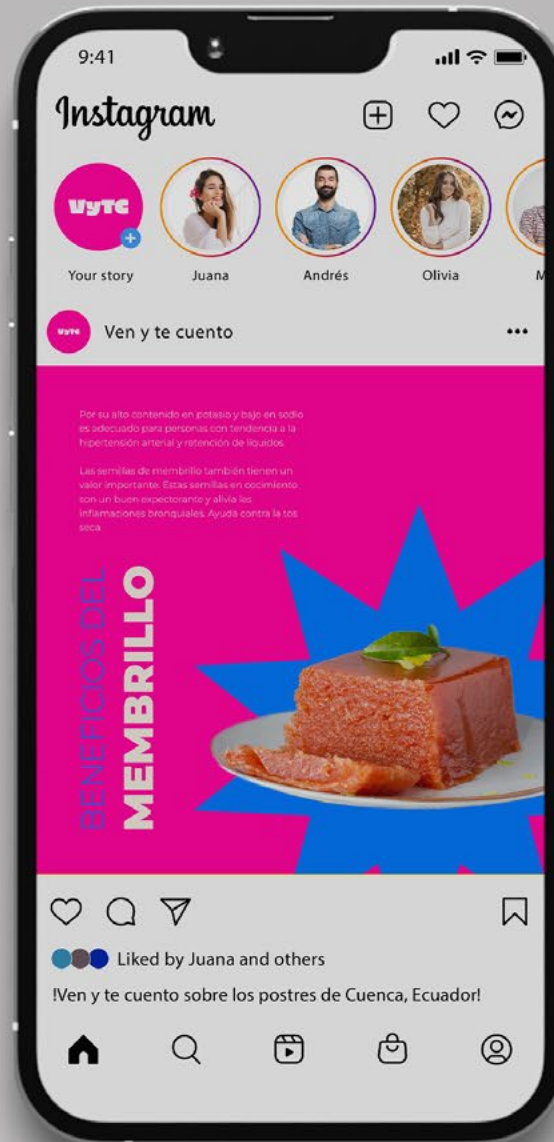 9:41
Instagram
VyTC
Your story
Juana
Andrés
Olivia
M
VyTC
Ven y te cuento
Por su alto contenido en potasio y bajo en sodio
es adecuado para personas con tendencia a la
hipertensión arterial y retención de líquidos.
Las semillas de membrillo también tienen un
valor importante. Estas semillas en cocimiento
son un buen expectorante y alivia las
inflamaciones bronquiales. Ayuda contra la tos
seca.
BENEFICIOS DEL
MEMBRILLO
Liked by Juana and others
!Ven y te cuento sobre los postres de Cuenca, Ecuador!